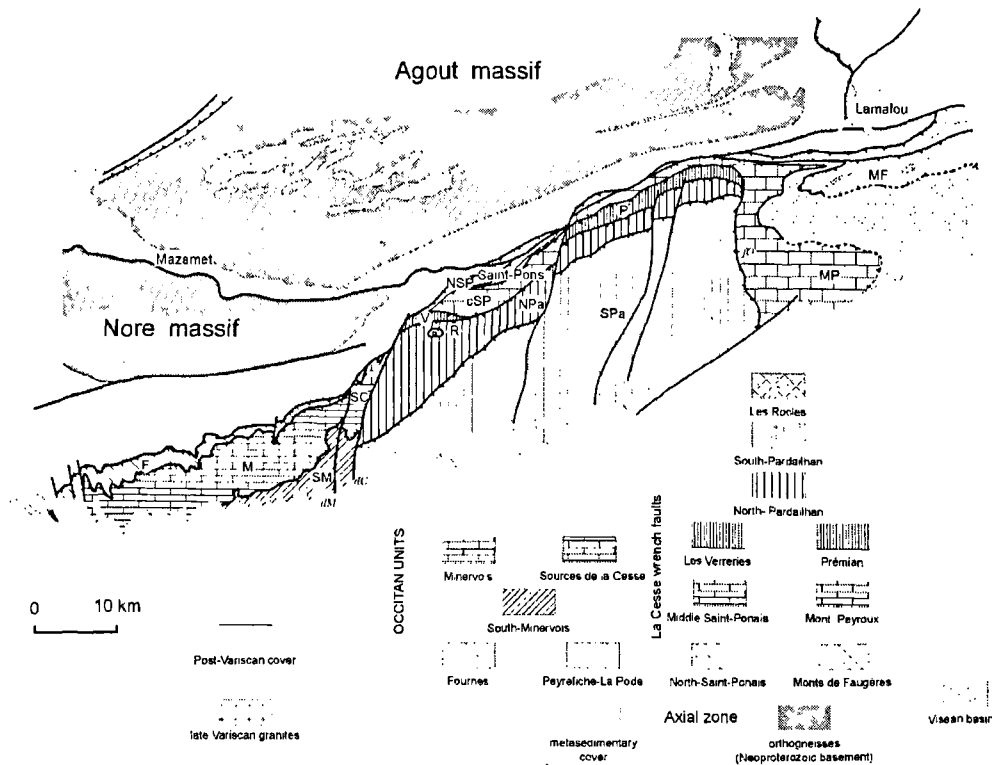 Agout massif
Lamalou
MF
P
Mazamet
Saint-Pons
NSP
cSP
NPa
MP
SPa
Nore massif
V
R
SC
Les Rocles
South-Pardailhan
F
M
SM
dC
dM
North-Pardailhan
OCCITAN UNITS
La Cesse wrench faults
Minervois
Sources de la Cesse
Les Verreries
Prémian
0 10 km
South-Minervois
Middle Saint-Ponais
Mont Peyroux
Post-Variscan cover
Fournes
Peyrefiche-La Pode
North-Saint-Ponais
Monts de Faugères
late Variscan granites
Axial zone
Visean basin
metasedimentary
cover
orthogneisses
(Neoproterozoic basement)